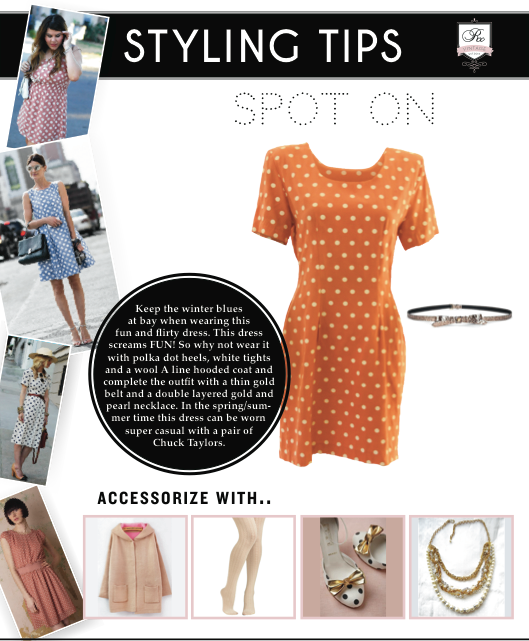 STYLING TIPS
Rx
SPOT ON
Keep the winter blues
at bay when wearing this
fun and flirty dress. This dress
screams FUN! So why not wear it
with polka dot heels, white tights
and a wool A line hooded coat and
complete the outfit with a thin gold
belt and a double layered gold and
pearl necklace. In the spring/sum-
mer time this dress can be worn
super casual with a pair of
Chuck Taylors.
ACCESSORIZE WITH..